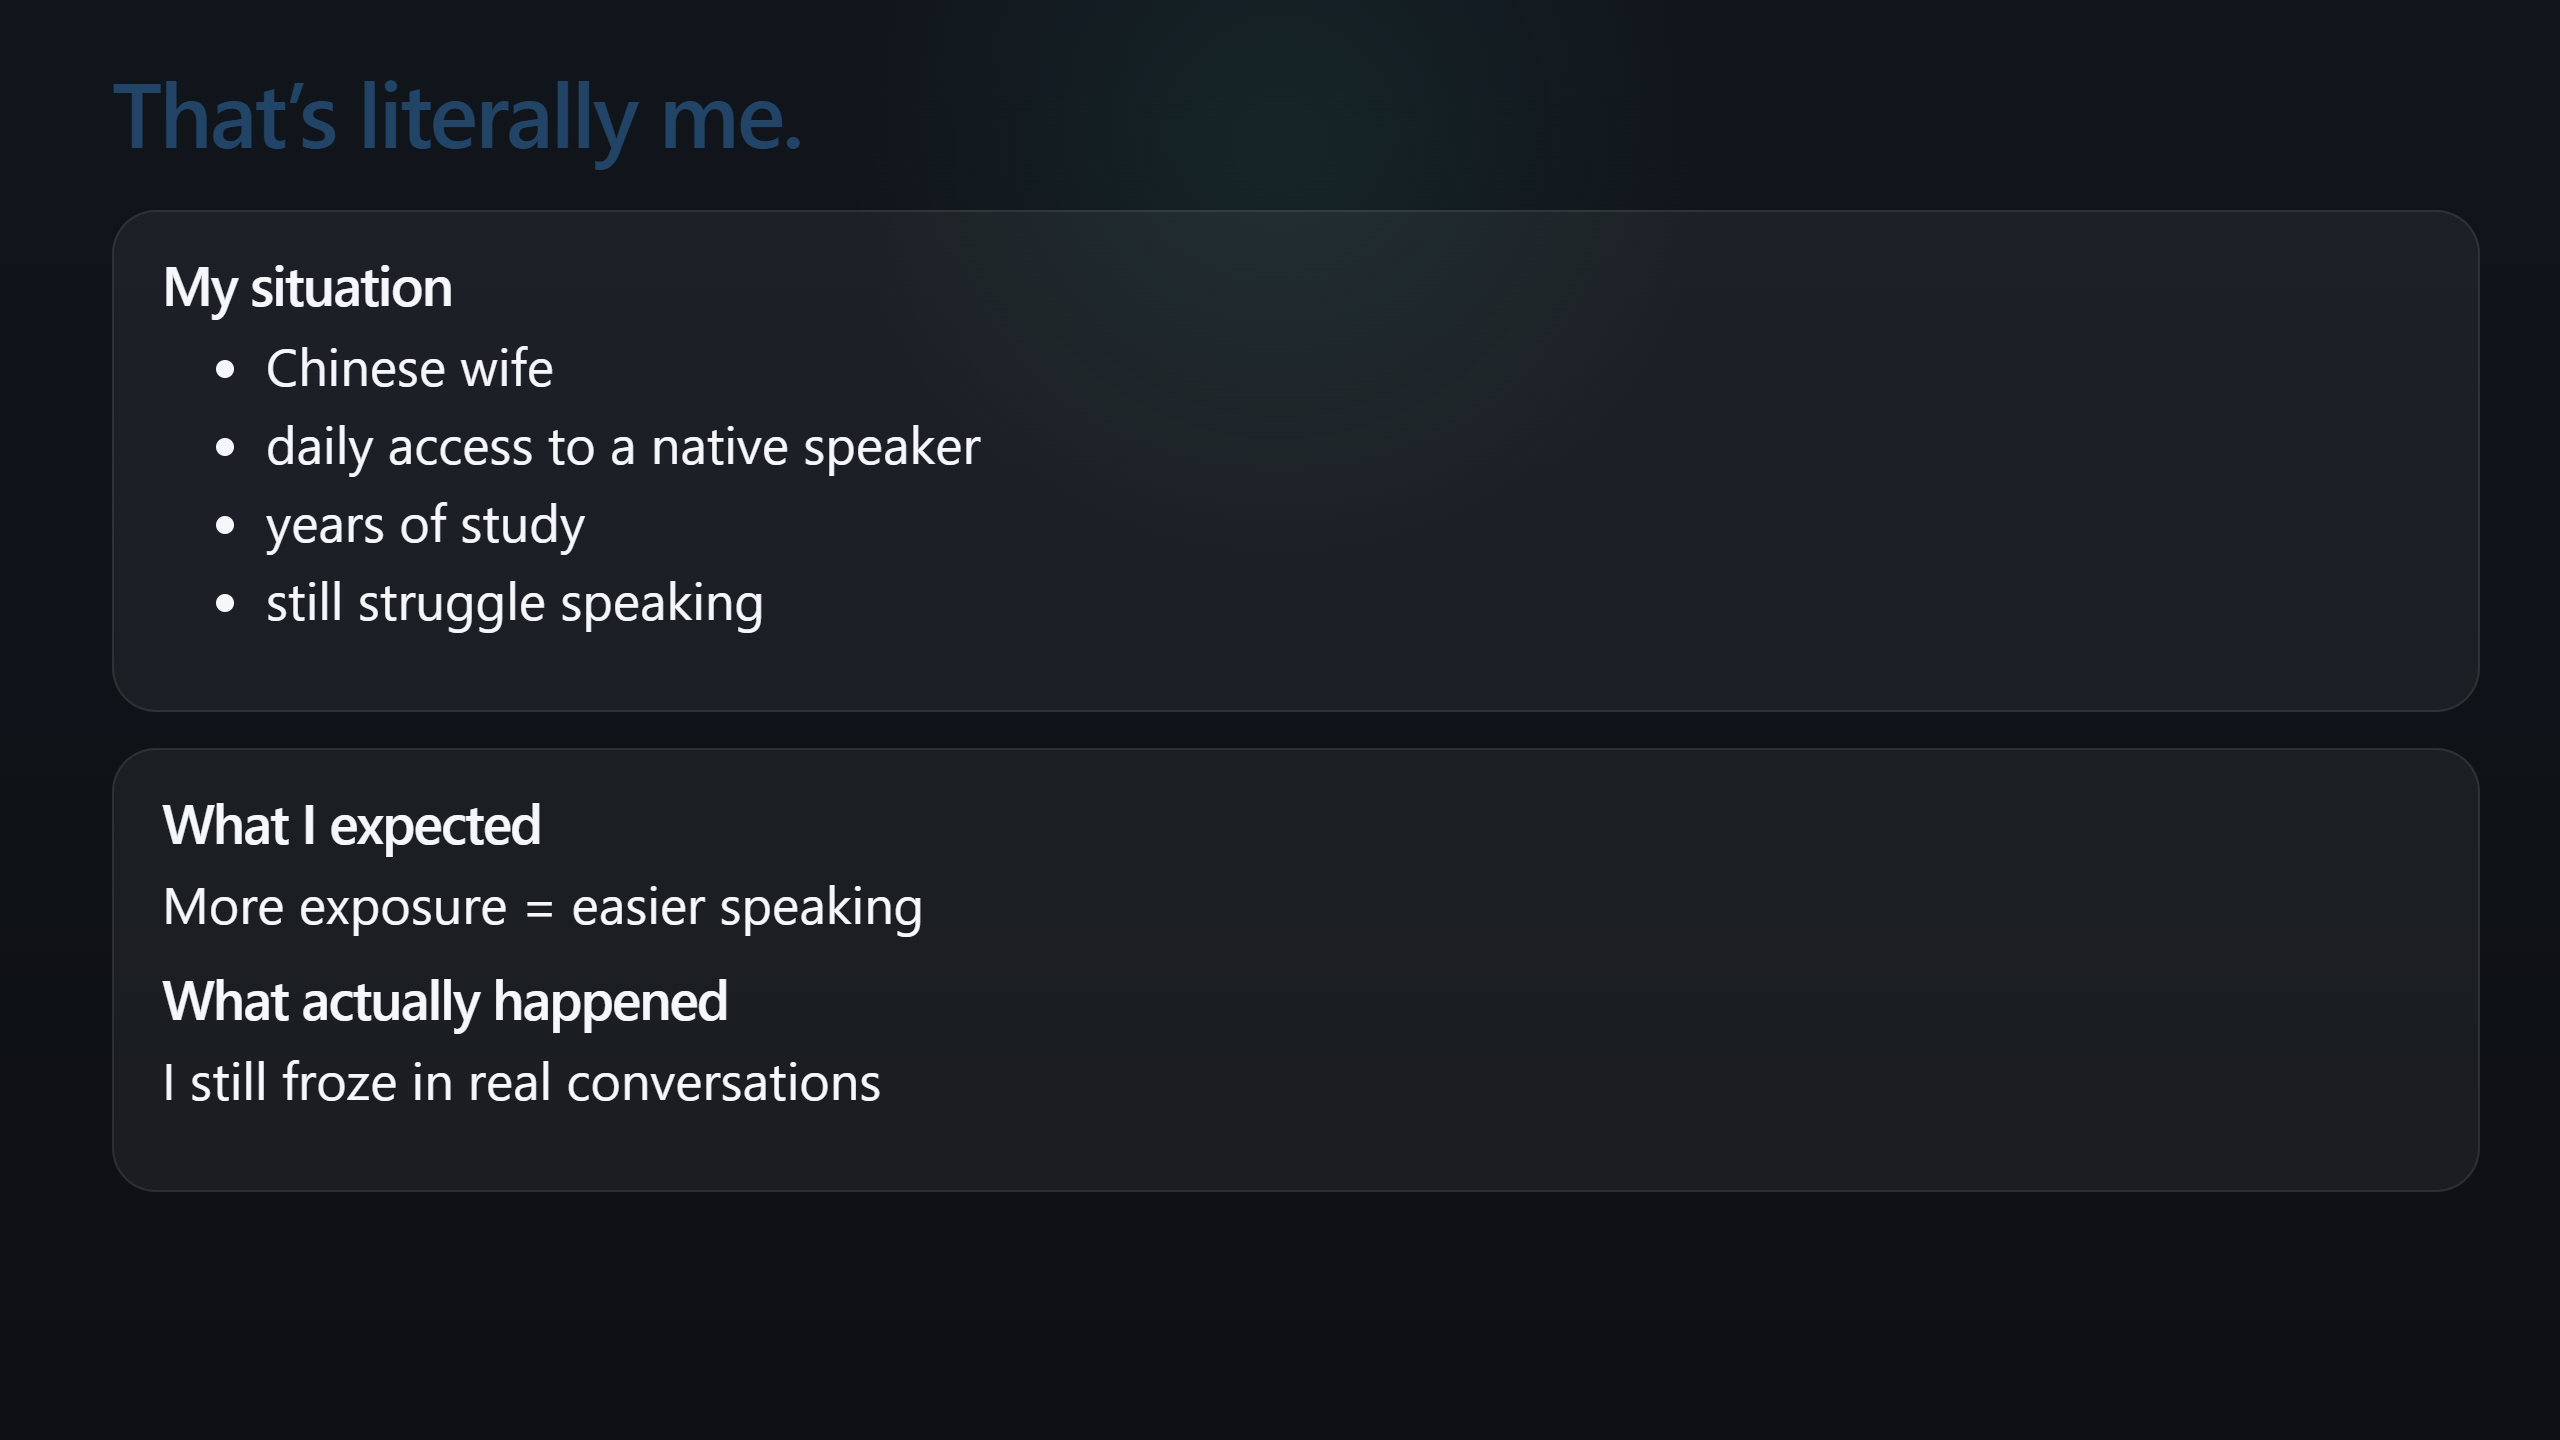 That’s literally me.
My situation
• Chinese wife
• daily access to a native speaker
• years of study
• still struggle speaking
What I expected
More exposure = easier speaking
What actually happened
I still froze in real conversations